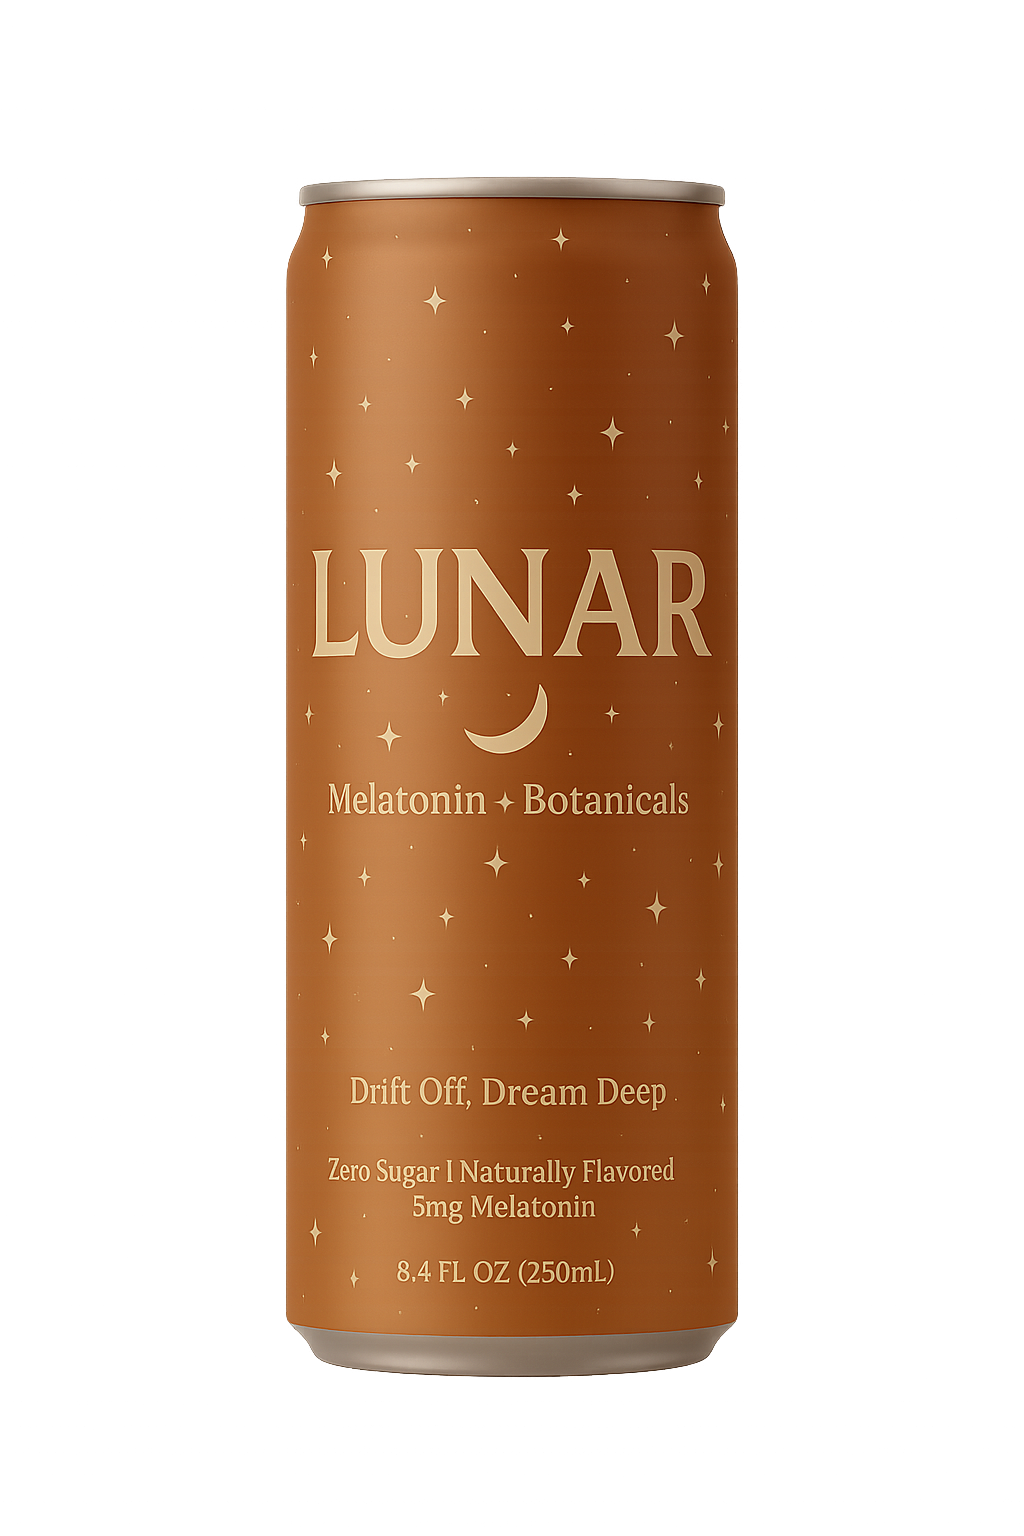 LUNAR
Melatonin ✦ Botanicals
Drift Off, Dream Deep
Zero Sugar | Naturally Flavored
5mg Melatonin
8.4 FL OZ (250mL)